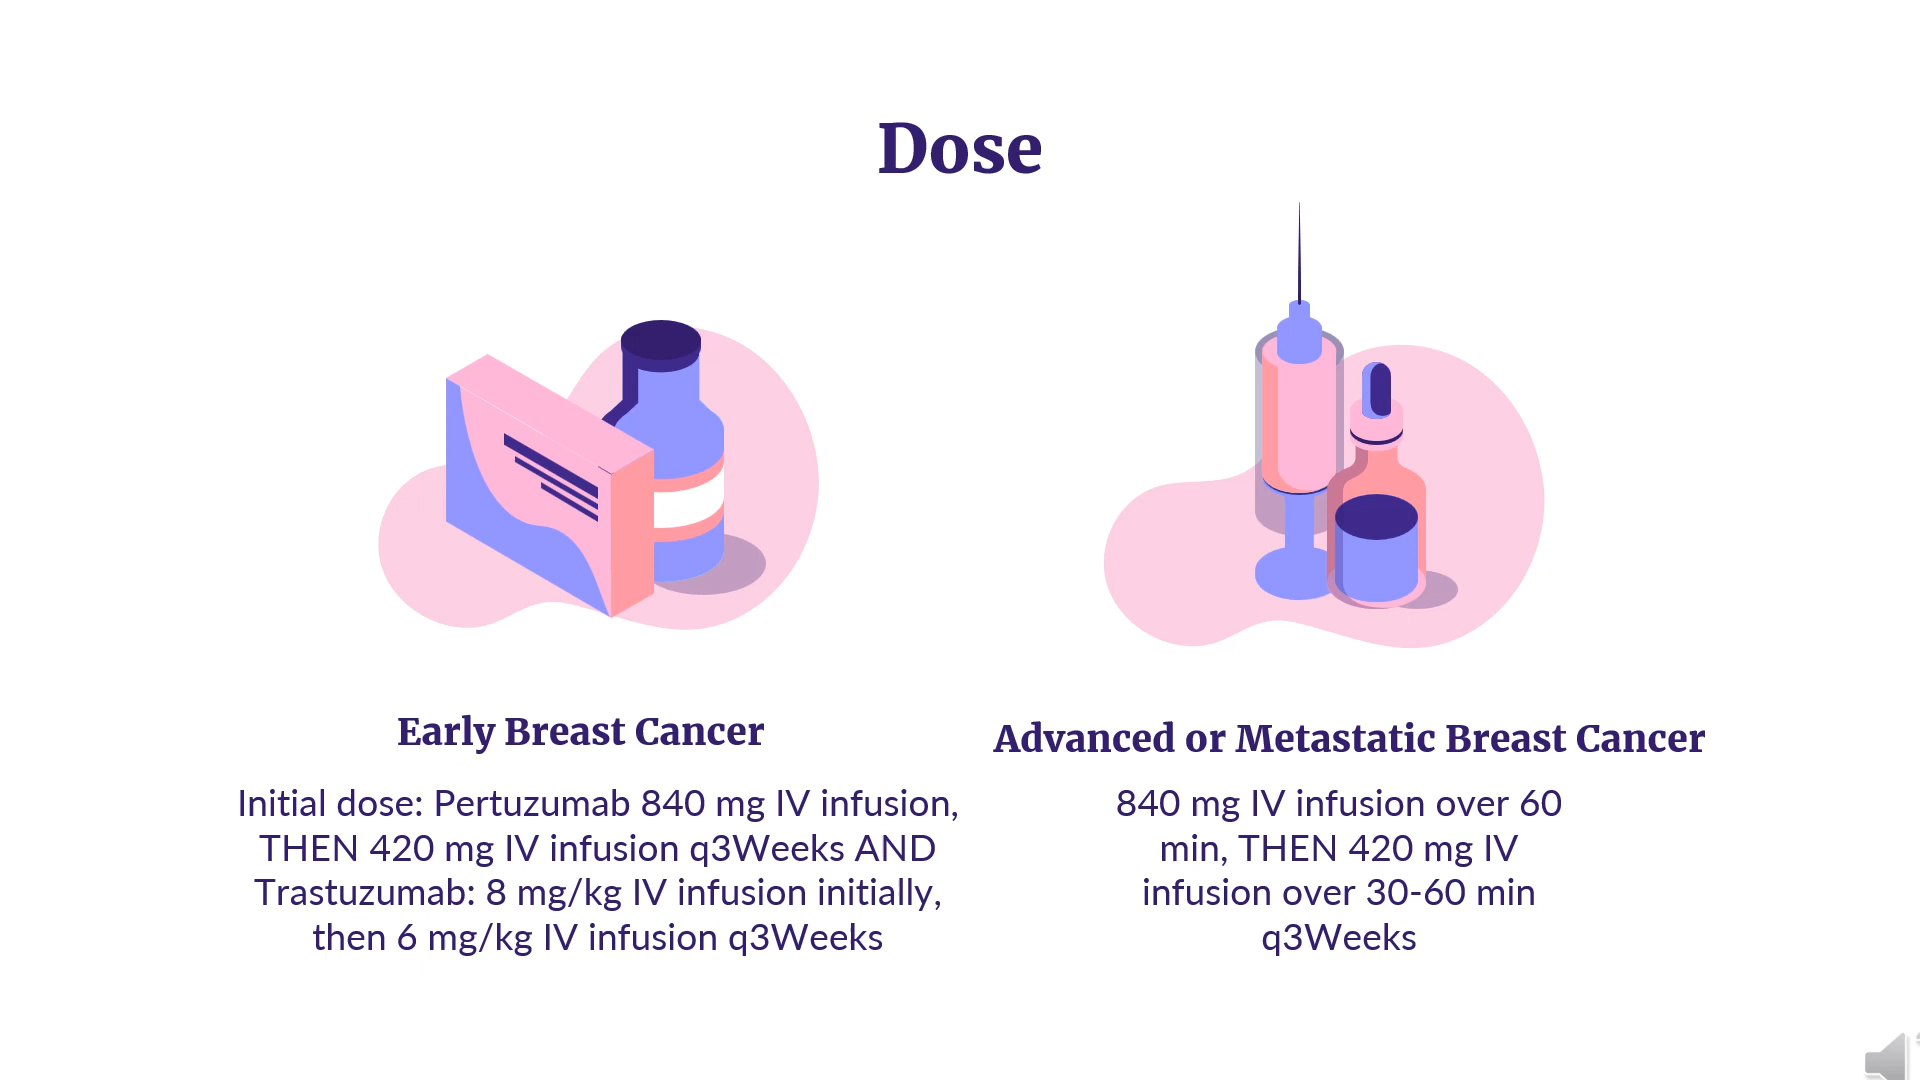 Dose
Early Breast Cancer
Initial dose: Pertuzumab 840 mg IV infusion,
THEN 420 mg IV infusion q3Weeks AND
Trastuzumab: 8 mg/kg IV infusion initially,
then 6 mg/kg IV infusion q3Weeks
Advanced or Metastatic Breast Cancer
840 mg IV infusion over 60
min, THEN 420 mg IV
infusion over 30-60 min
q3Weeks